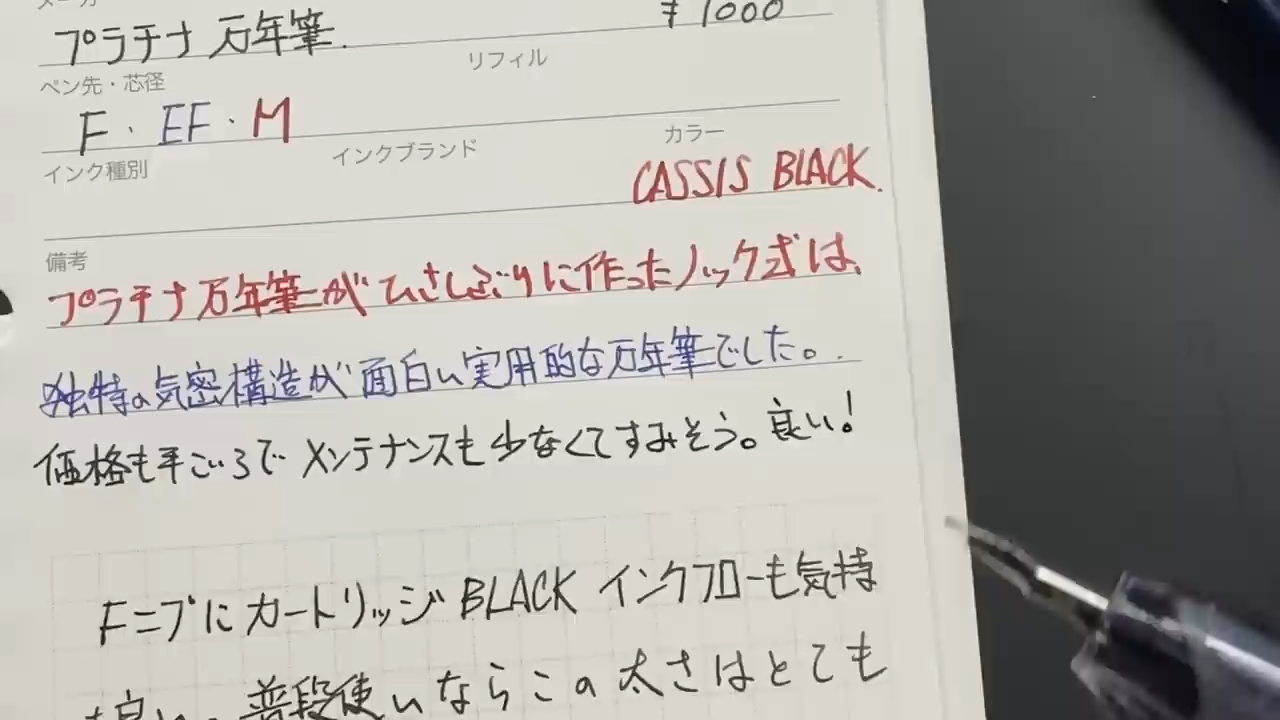 メーカー
プラチナ万年筆. ¥1000
ペン先・芯径 リフィル
F・EF・M
インク種別 インクブランド カラー
CASSIS BLACK.
備考
プラチナ万年筆がひさしぶりに作ったノック式は、
独特の気密構造が面白い実用的な万年筆でした。.
価格も手ごろでメンテナンスも少なくてすみそう。良い!
FニブにカートリッジBLACK インクフローも気持
良い。普段使いならこの太さはとても